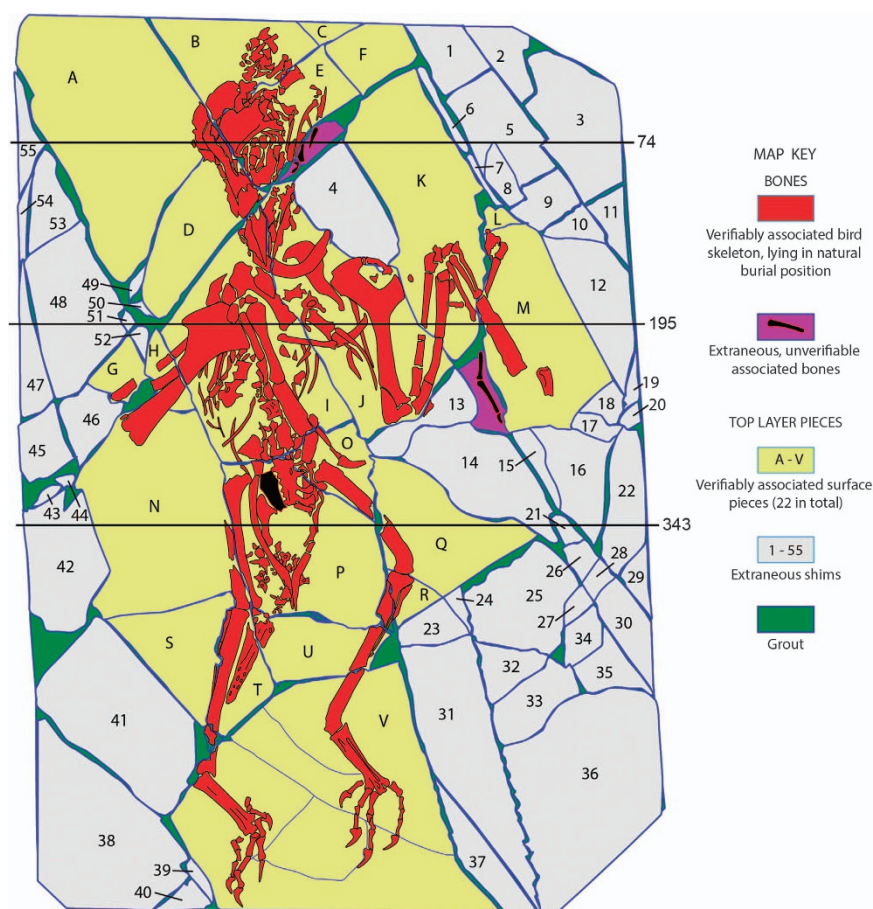 A
B
C
F
E
1
2
3
6
5
74
7
8
4
K
9
10
11
55
54
53
D
L
12
49
50
51
48
52
M
195
H
G
47
46
I
J
13
18
19
20
17
45
O
14
15
16
22
43
44
N
21
343
42
Q
P
26
28
29
R
24
25
27
23
34
30
S
U
32
35
T
33
41
V
31
36
38
37
39
40
MAP KEY
BONES
Verifiably associated bird
skeleton, lying in natural
burial position
Extraneous, unverifiable
associated bones
TOP LAYER PIECES
A - V
Verifiably associated surface
pieces (22 in total)
1 - 55
Extraneous shims
Grout